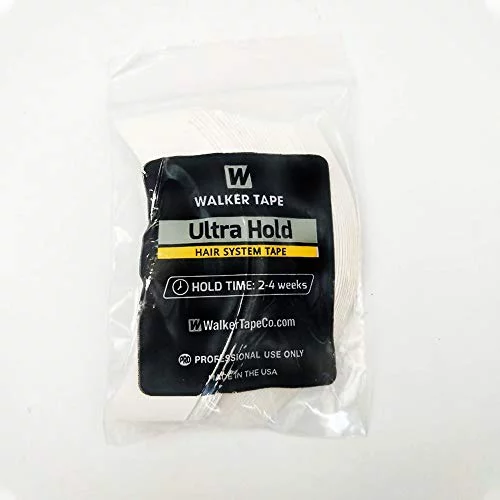 W
WALKER TAPE
Ultra Hold
HAIR SYSTEM TAPE
HOLD TIME: 2-4 weeks
W WalkerTapeCo.com
PRO PROFESSIONAL USE ONLY
MADE IN THE USA